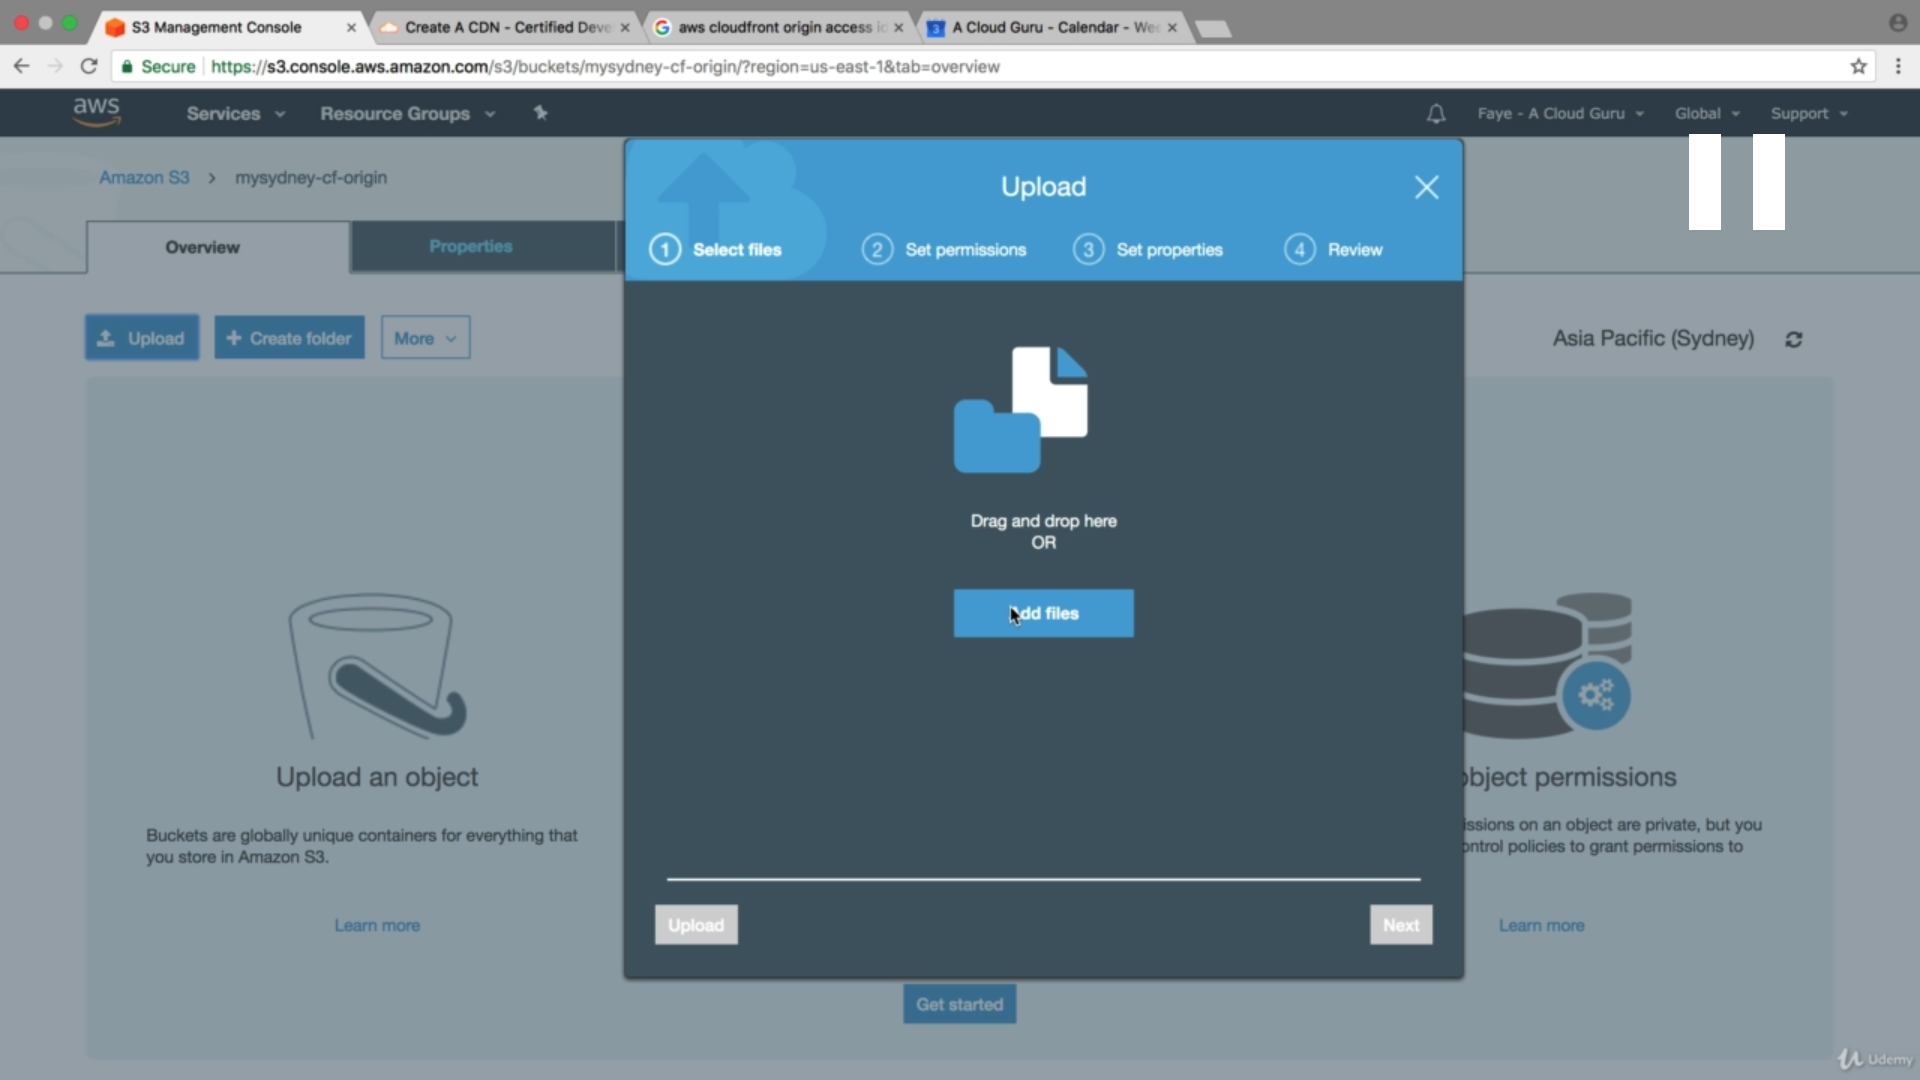 S3 Management Console
Create A CDN - Certified Deve
aws cloudfront origin access id
3 A Cloud Guru - Calendar - Wee
Secure https://s3.console.aws.amazon.com/s3/buckets/mysydney-cf-origin/?region=us-east-1&tab=overview
aws Services Resource Groups Faye - A Cloud Guru Global Support
Amazon S3 > mysydney-cf-origin
Upload
Overview Properties
1 Select files 2 Set permissions 3 Set properties 4 Review
Upload + Create folder More
Asia Pacific (Sydney)
Drag and drop here
OR
Add files
Upload an object
Buckets are globally unique containers for everything that
you store in Amazon S3.
Learn more
object permissions
issions on an object are private, but you
ontrol policies to grant permissions to
Learn more
Upload Next
Get started
Udemy